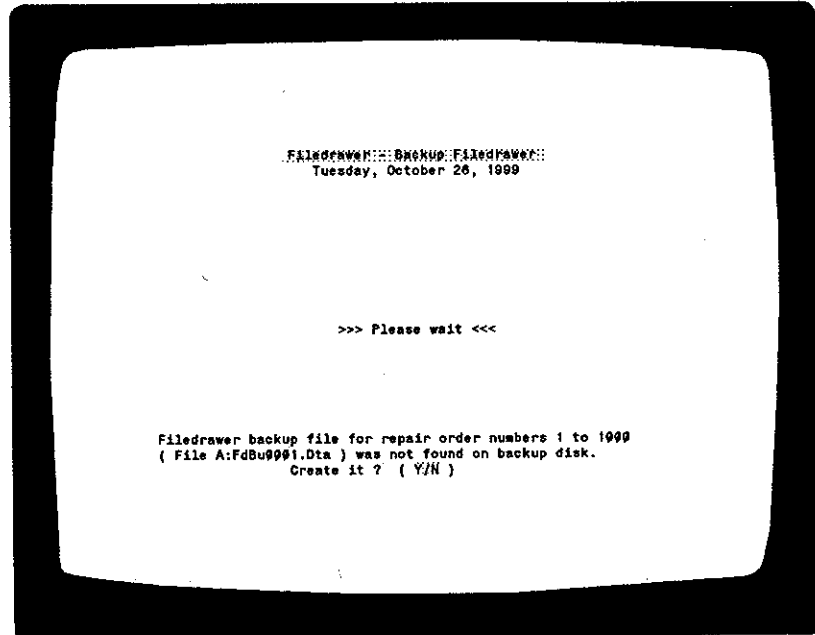 Filedrawer - Backup Filedrawer
Tuesday, October 26, 1999
>>> Please wait <<<
Filedrawer backup file for repair order numbers 1 to 1000
( File A:FdBu0001.Dta ) was not found on backup disk.
Create it ? ( Y/N )